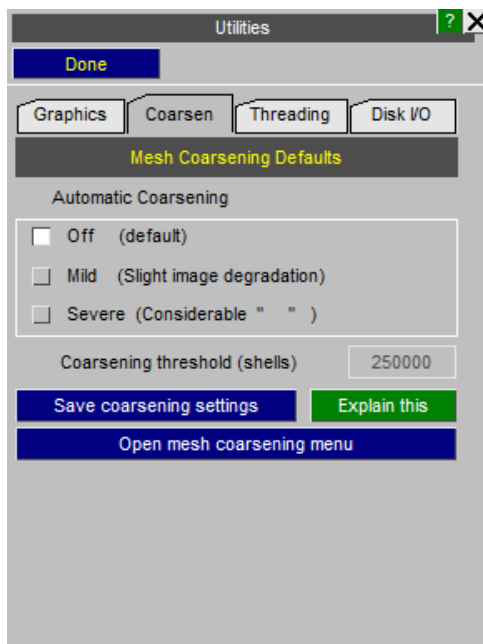 Utilities
?
X
Done
Graphics Coarsen Threading Disk I/O
Mesh Coarsening Defaults
Automatic Coarsening
Off (default)
Mild (Slight image degradation)
Severe (Considerable " " )
Coarsening threshold (shells) 250000
Save coarsening settings Explain this
Open mesh coarsening menu